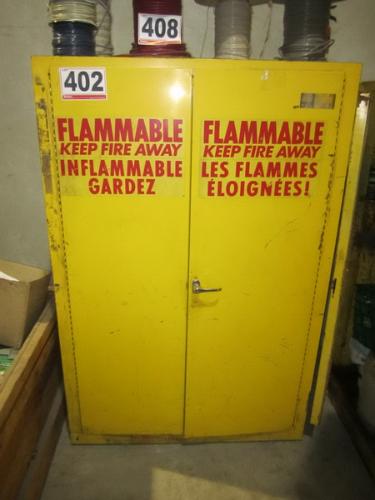 408
402
FLAMMABLE
KEEP FIRE AWAY
INFLAMMABLE
GARDEZ
FLAMMABLE
KEEP FIRE AWAY
LES FLAMMES
ÉLOIGNÉES!